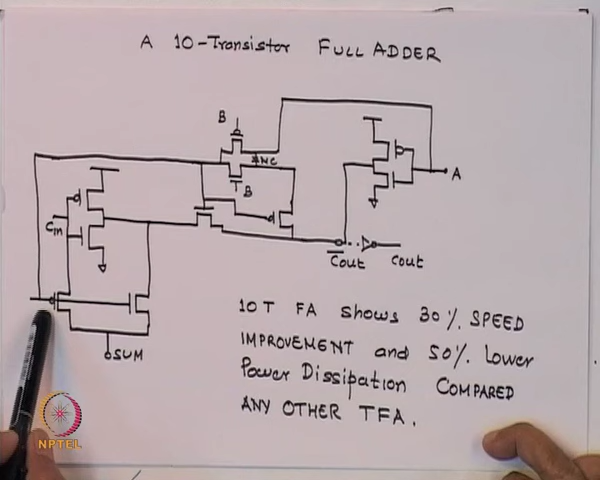 A 10-Transistor FULL ADDER
B
NC
B
A
Cin
Cout
Cout
SUM
10T FA shows 30%. SPEED
IMPROVEMENT and 50%. Lower
Power Dissipation COMPARED
ANY OTHER TFA.
NPTEL